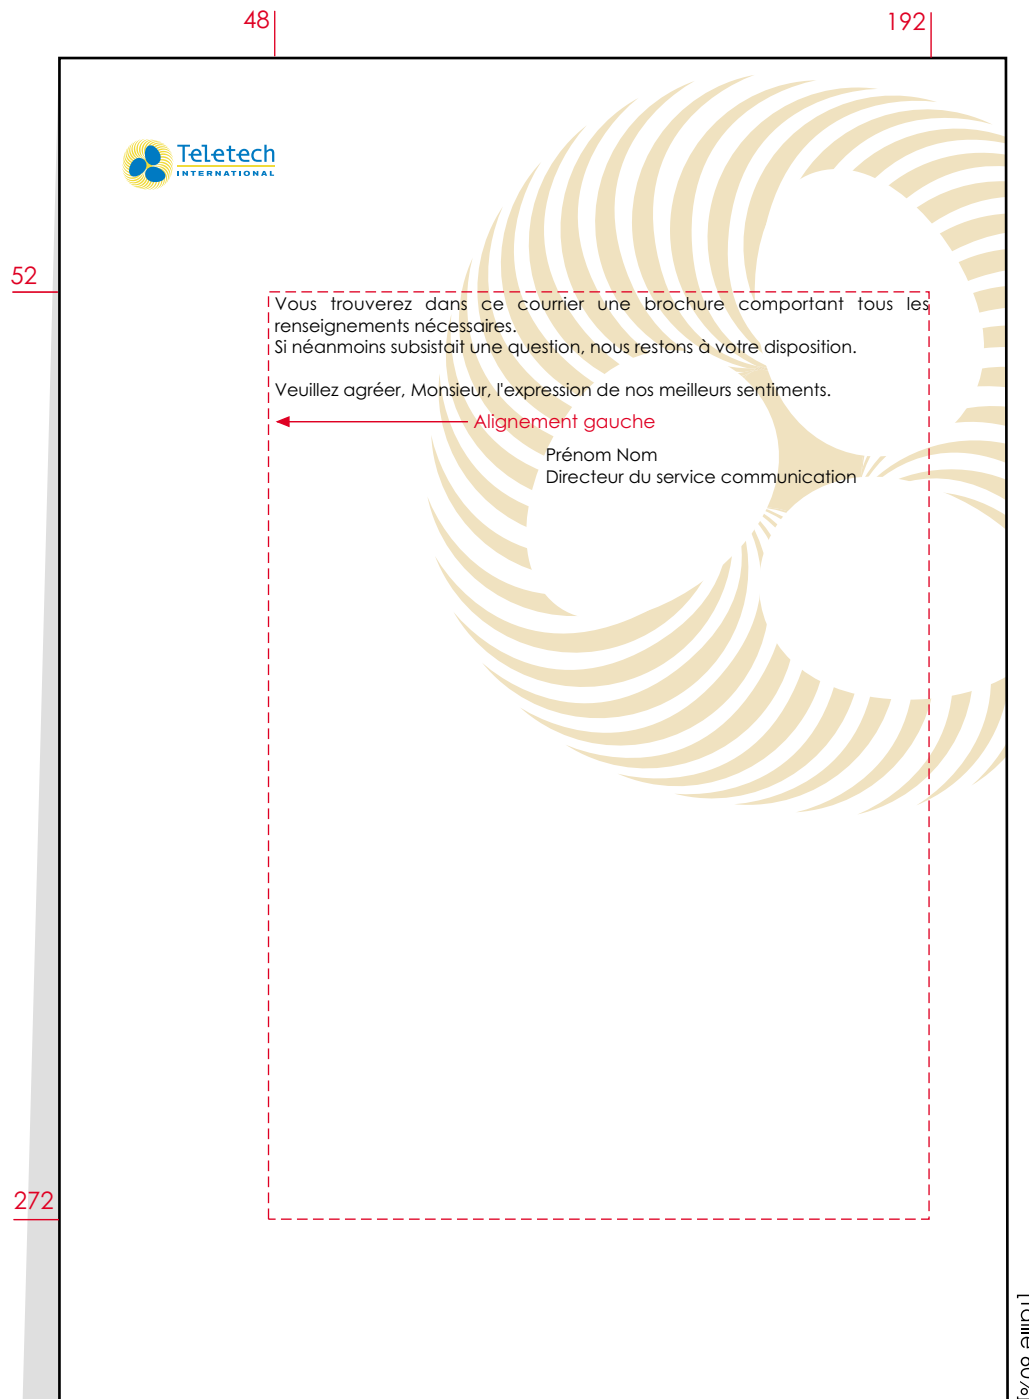 48
192
Teletech
INTERNATIONAL
52
Vous trouverez dans ce courrier une brochure comportant tous les
renseignements nécessaires.
Si néanmoins subsistait une question, nous restons à votre disposition.
Veuillez agréer, Monsieur, l'expression de nos meilleurs sentiments.
Alignement gauche
Prénom Nom
Directeur du service communication
272